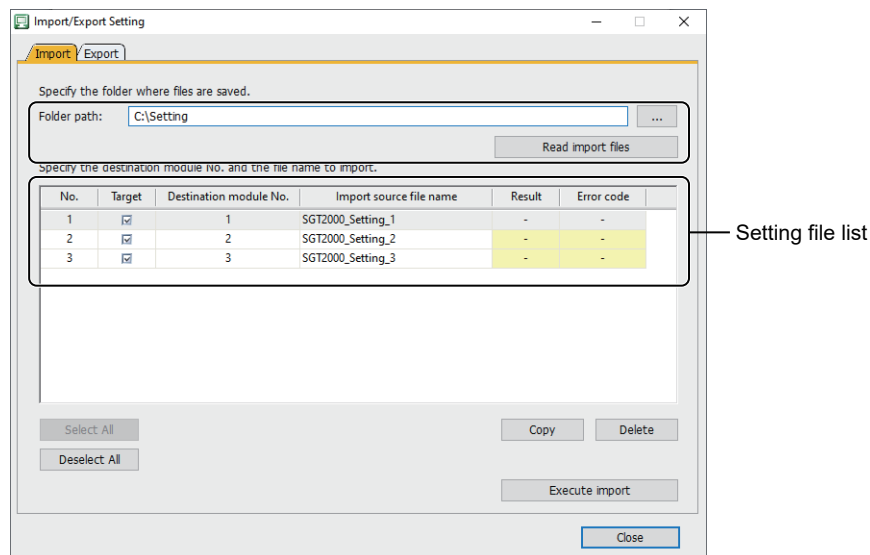 Import/Export Setting
Import Export
Specify the folder where files are saved.
Folder path: C:\Setting ...
Read import files
Specify the destination module No. and the file name to import.
No. Target Destination module No. Import source file name Result Error code
1 1 SGT2000_Setting_1 - -
2 2 SGT2000_Setting_2 - -
3 3 SGT2000_Setting_3 - -
Setting file list
Select All Copy Delete
Deselect All
Execute import
Close